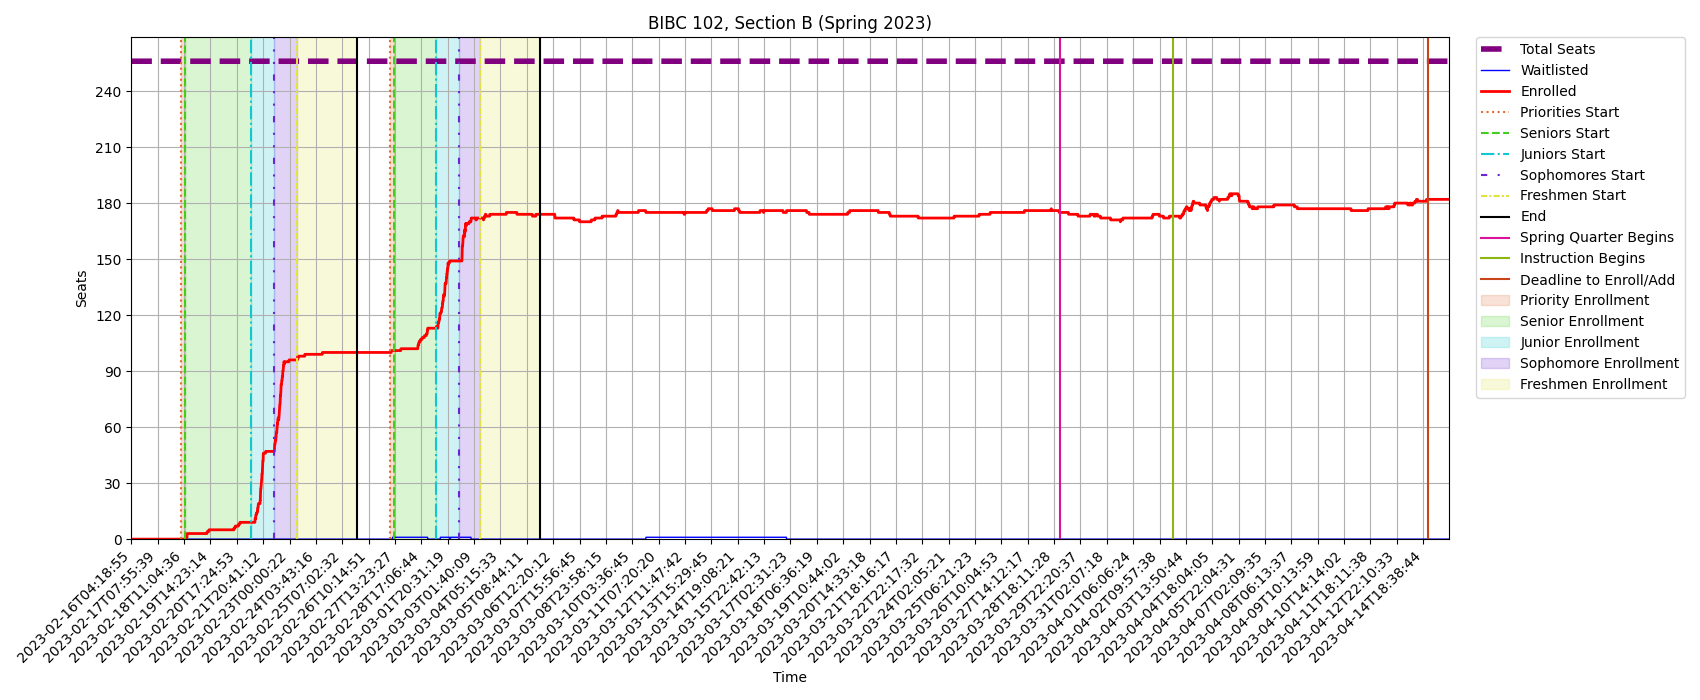 BIBC 102, Section B (Spring 2023)
Seats
240
210
180
150
120
90
60
30
0
2023-02-16T04:18:55
2023-02-17T07:55:39
2023-02-18T11:04:36
2023-02-19T14:23:14
2023-02-20T17:24:53
2023-02-21T20:41:12
2023-02-23T00:00:22
2023-02-24T03:43:16
2023-02-25T07:02:32
2023-02-26T10:14:51
2023-02-27T13:23:27
2023-02-28T17:06:44
2023-03-01T20:31:19
2023-03-04T01:40:09
2023-03-04T05:15:33
2023-03-05T08:44:11
2023-03-06T12:20:12
2023-03-07T15:56:45
2023-03-08T23:58:15
2023-03-10T03:36:45
2023-03-11T07:20:20
2023-03-12T11:47:42
2023-03-13T15:29:45
2023-03-14T19:08:21
2023-03-15T22:42:13
2023-03-17T02:31:23
2023-03-18T06:36:19
2023-03-19T10:44:02
2023-03-20T14:33:18
2023-03-21T18:16:17
2023-03-22T22:17:32
2023-03-24T02:05:21
2023-03-25T06:21:23
2023-03-26T10:04:53
2023-03-27T14:12:17
2023-03-28T18:11:28
2023-03-29T22:20:37
2023-03-31T02:07:18
2023-04-01T06:06:24
2023-04-02T09:57:38
2023-04-03T13:50:44
2023-04-04T18:04:05
2023-04-05T22:04:31
2023-04-07T02:09:35
2023-04-08T06:13:37
2023-04-09T10:13:59
2023-04-10T14:14:02
2023-04-11T18:11:38
2023-04-12T22:10:33
2023-04-14T18:38:44
Time
Total Seats
Waitlisted
Enrolled
Priorities Start
Seniors Start
Juniors Start
Sophomores Start
Freshmen Start
End
Spring Quarter Begins
Instruction Begins
Deadline to Enroll/Add
Priority Enrollment
Senior Enrollment
Junior Enrollment
Sophomore Enrollment
Freshmen Enrollment